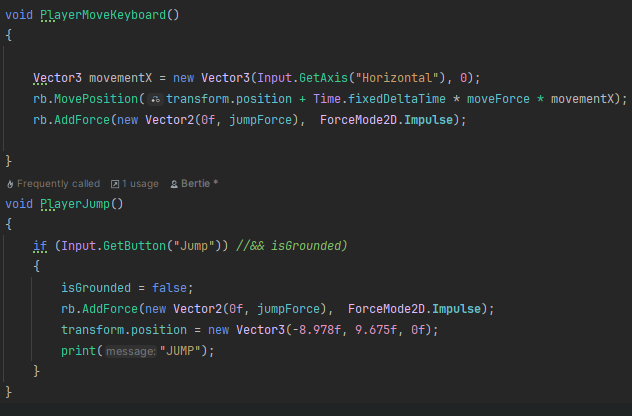 void PlayerMoveKeyboard()
{
Vector3 movementX = new Vector3(Input.GetAxis("Horizontal"), 0);
rb.MovePosition(transform.position + Time.fixedDeltaTime * moveForce * movementX);
rb.AddForce(new Vector2(0f, jumpForce),  ForceMode2D.Impulse);
}
Frequently called 1 usage Bertie *
void PlayerJump()
{
if (Input.GetButton("Jump")) //&& isGrounded)
{
isGrounded = false;
rb.AddForce(new Vector2(0f, jumpForce),  ForceMode2D.Impulse);
transform.position = new Vector3(-8.978f, 9.675f, 0f);
print(message: "JUMP");
}
}